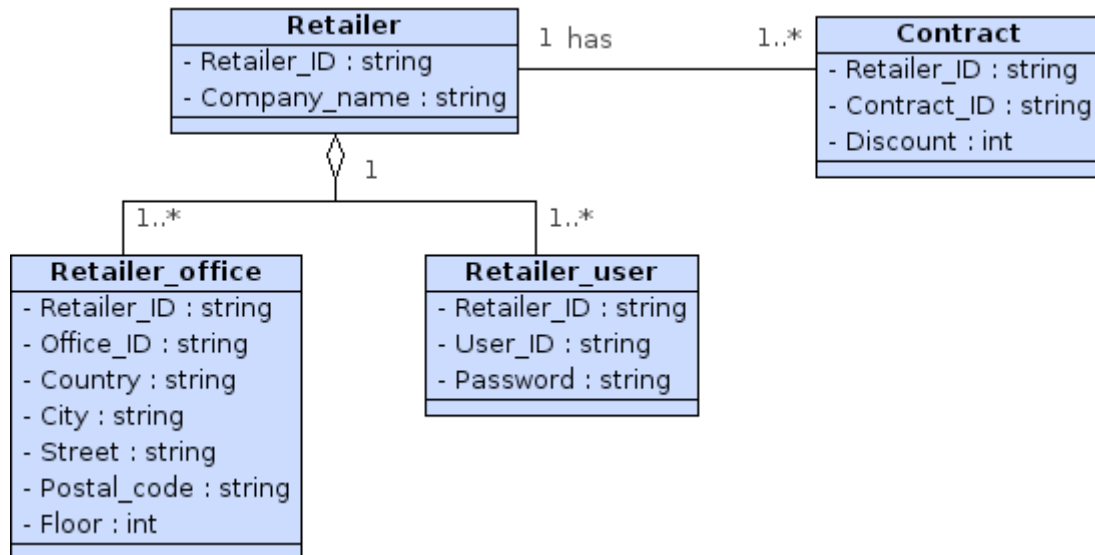 Retailer
- Retailer_ID : string
- Company_name : string
1 has
1..*
Contract
- Retailer_ID : string
- Contract_ID : string
- Discount : int
1
1..*
1..*
Retailer_office
- Retailer_ID : string
- Office_ID : string
- Country : string
- City : string
- Street : string
- Postal_code : string
- Floor : int
Retailer_user
- Retailer_ID : string
- User_ID : string
- Password : string